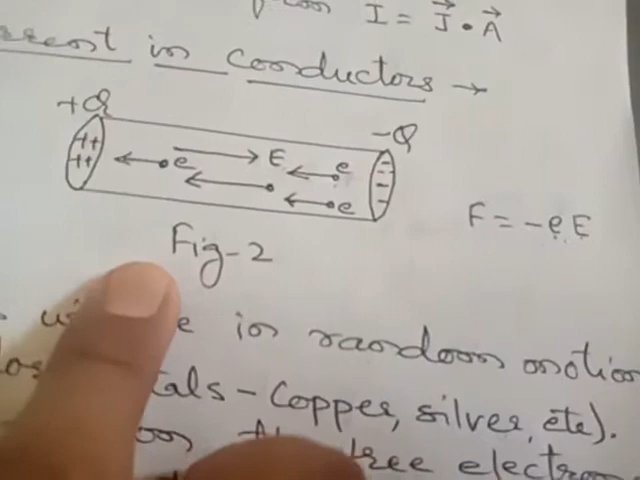 I = J⃗ • A⃗
in conductors →
+Q
-Q
++
++
e E e
e
F = -eE
Fig-2
in random motion
Copper, silver, etc).
free electron